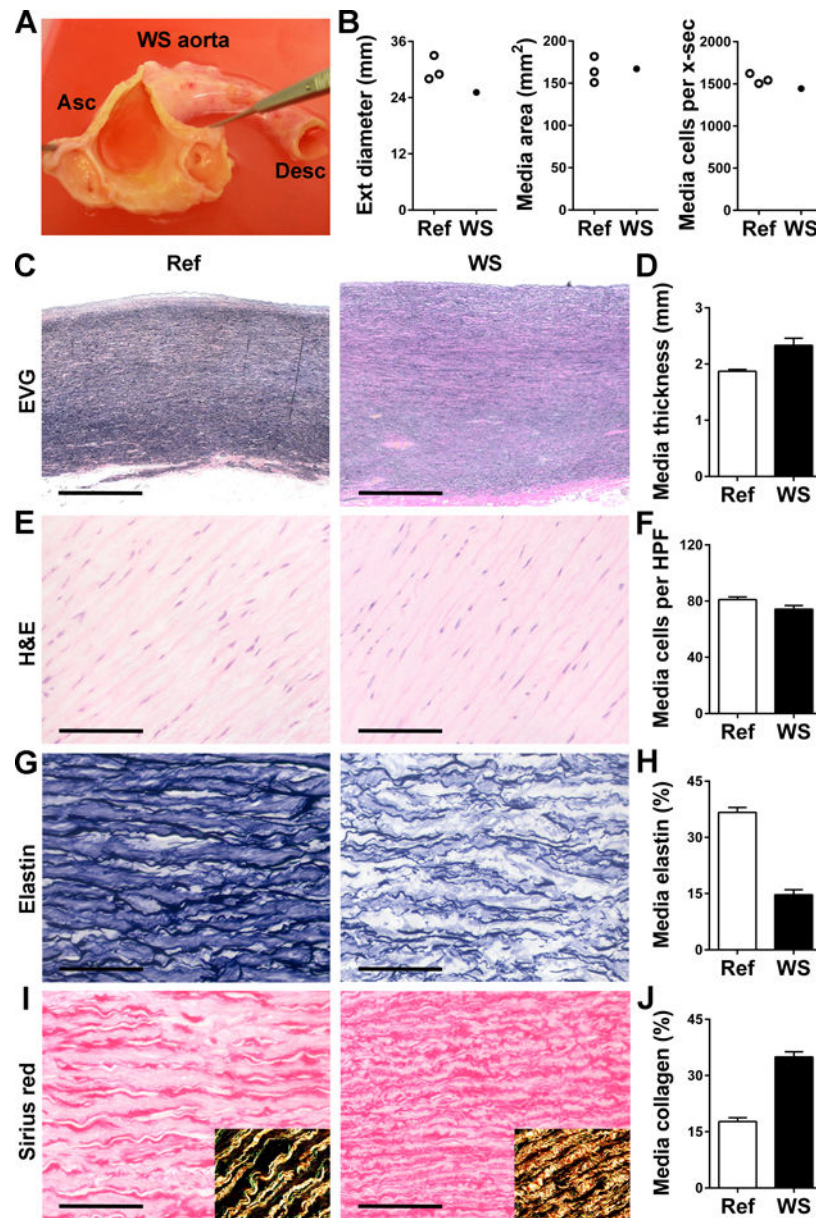 A
WS aorta
Asc
Desc
B
Ext diameter (mm)
36
24
12
0
Ref WS
Media area (mm²)
200
150
100
50
0
Ref WS
Media cells per x-sec
2000
1500
1000
500
0
Ref WS
C
Ref
WS
EVG
D
Media thickness (mm)
3
2
1
0
Ref WS
E
H&E
F
Media cells per HPF
120
80
40
0
Ref WS
G
Elastin
H
Media elastin (%)
45
30
15
0
Ref WS
I
Sirius red
J
Media collagen (%)
45
30
15
0
Ref WS